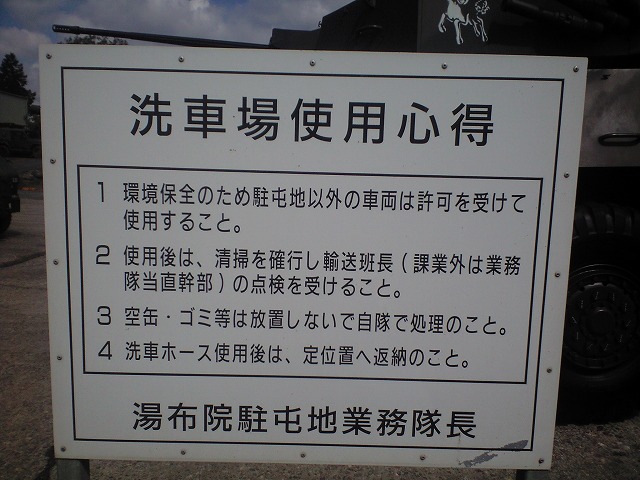 洗車場使用心得
1 環境保全のため駐屯地以外の車両は許可を受けて
使用すること。
2 使用後は、清掃を確行し輸送班長(課業外は業務
隊当直幹部)の点検を受けること。
3 空缶・ゴミ等は放置しないで自隊で処理のこと。
4 洗車ホース使用後は、定位置へ返納のこと。
湯布院駐屯地業務隊長